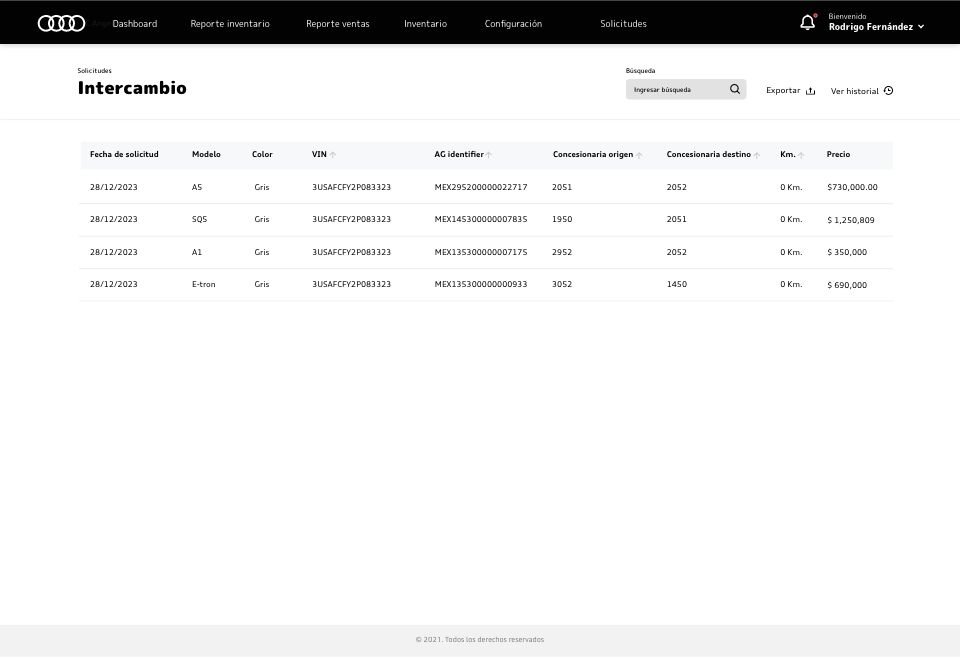 Dashboard Reporte inventario Reporte ventas Inventario Configuración Solicitudes
Bienvenido
Rodrigo Fernández
Solicitudes
Intercambio
Búsqueda
Ingresar búsqueda
Exportar
Ver historial
Fecha de solicitud Modelo Color VIN AG identifier Concesionaria origen Concesionaria destino Km. Precio
28/12/2023 A5 Gris 3USAFCFY2P083323 MEX295200000022717 2051 2052 0 Km. $730,000.00
28/12/2023 SQ5 Gris 3USAFCFY2P083323 MEX145300000007835 1950 2051 0 Km. $ 1,250,809
28/12/2023 A1 Gris 3USAFCFY2P083323 MEX135300000007175 2952 2052 0 Km. $ 350,000
28/12/2023 E-tron Gris 3USAFCFY2P083323 MEX135300000000933 3052 1450 0 Km. $ 690,000
© 2021. Todos los derechos reservados